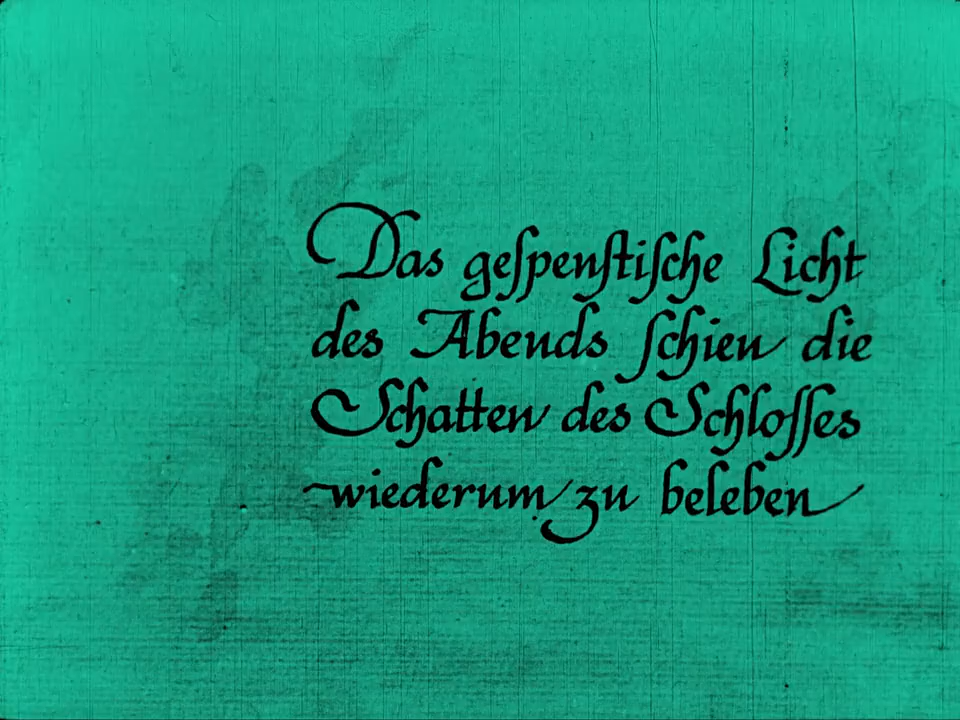 Das geſpenſtiſche Licht
des Abends ſchien die
Schatten des Schloſſes
wiederum zu beleben